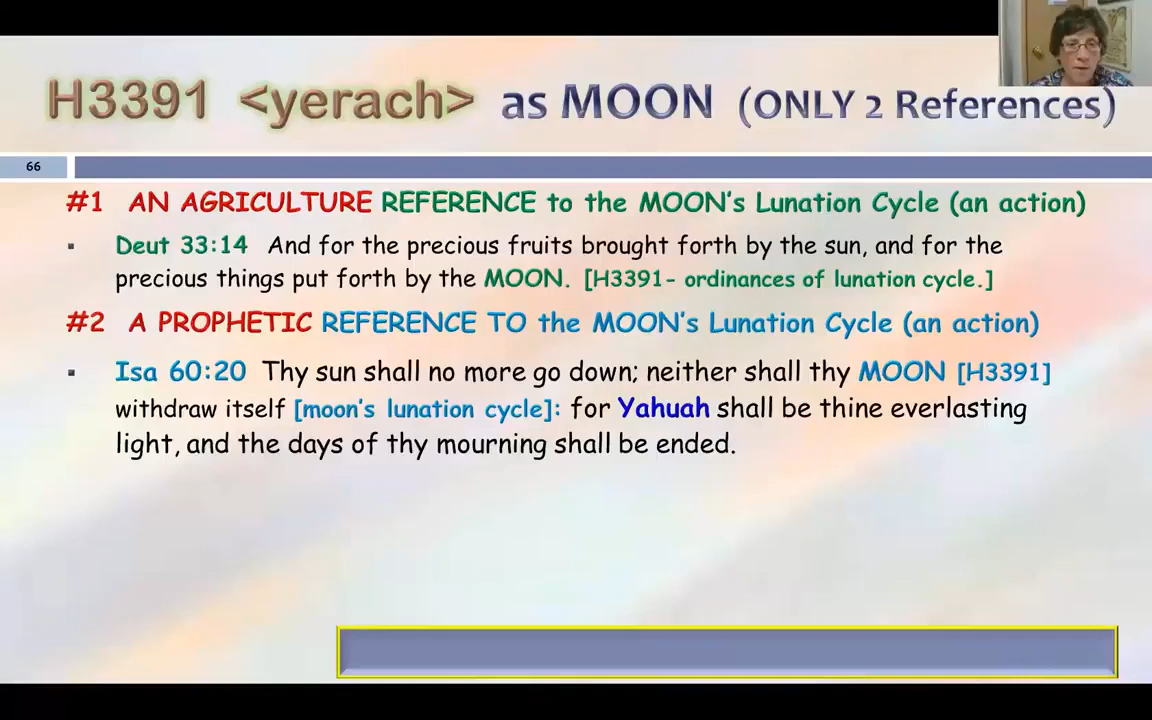 H3391 <yerach> as MOON (ONLY 2 References)
66
#1 AN AGRICULTURE REFERENCE to the MOON's Lunation Cycle (an action)
▪ Deut 33:14 And for the precious fruits brought forth by the sun, and for the
precious things put forth by the MOON. [H3391- ordinances of lunation cycle.]
#2 A PROPHETIC REFERENCE TO the MOON's Lunation Cycle (an action)
▪ Isa 60:20 Thy sun shall no more go down; neither shall thy MOON [H3391]
withdraw itself [moon's lunation cycle]: for Yahuah shall be thine everlasting
light, and the days of thy mourning shall be ended.